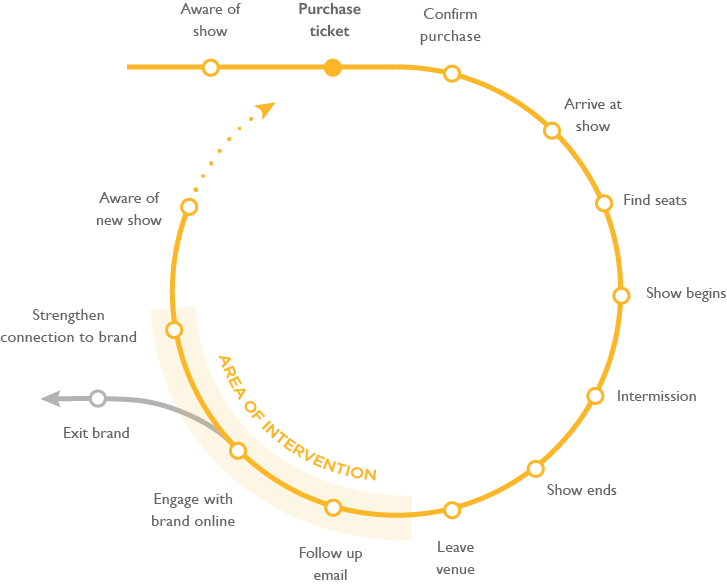 Aware of
show
Purchase
ticket
Confirm
purchase
Arrive at
show
Find seats
Show begins
Intermission
Show ends
Leave
venue
Follow up
email
Engage with
brand online
Exit brand
Strengthen
connection to brand
Aware of
new show
AREA OF INTERVENTION